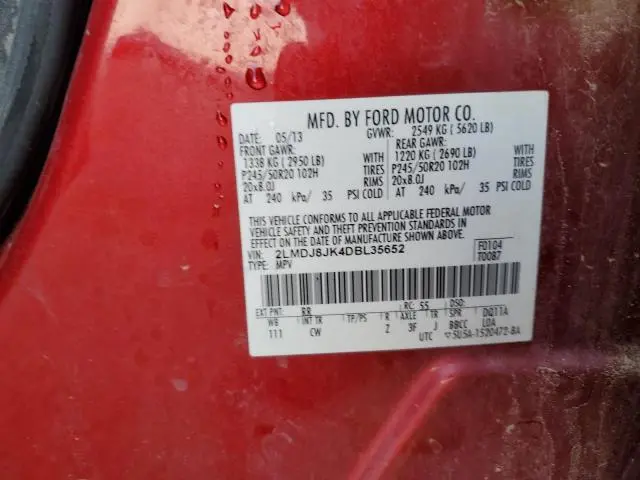 MFD. BY FORD MOTOR CO.
DATE: 05/13 GVWR: 2549 KG ( 5620 LB)
FRONT GAWR: REAR GAWR:
1338 KG ( 2950 LB) WITH 1220 KG ( 2690 LB) WITH
P245/50R20 102H TIRES P245/50R20 102H TIRES
20x8.0J RIMS 20x8.0J RIMS
AT 240 kPa/ 35 PSI COLD AT 240 kPa/ 35 PSI COLD
THIS VEHICLE CONFORMS TO ALL APPLICABLE FEDERAL MOTOR
VEHICLE SAFETY AND THEFT PREVENTION STANDARDS
IN EFFECT ON THE DATE OF MANUFACTURE SHOWN ABOVE.
VIN: 2LMDJ8JK4DBL35652 F0104
TYPE: MPV T0087
EXT PNT: RR RC: 55 DSO:
WB INT TR TP/PS R AXLE TR SPR DQ11A
111 CW 2 3F J BBCC LDA
UTC ▽5U5A-1520472-BA